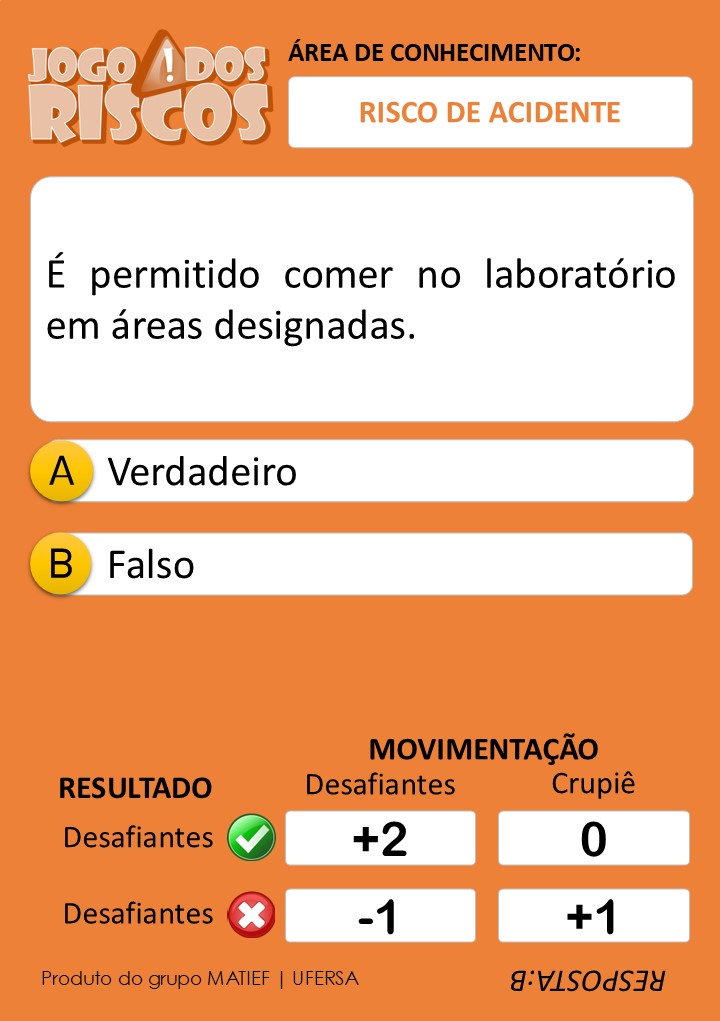 JOGO DOS
RISCOS
ÁREA DE CONHECIMENTO:
RISCO DE ACIDENTE
É permitido comer no laboratório
em áreas designadas.
A Verdadeiro
B Falso
MOVIMENTAÇÃO
RESULTADO Desafiantes Crupiê
Desafiantes +2 0
Desafiantes -1 +1
Produto do grupo MATIEF | UFERSA
RESPOSTA:B